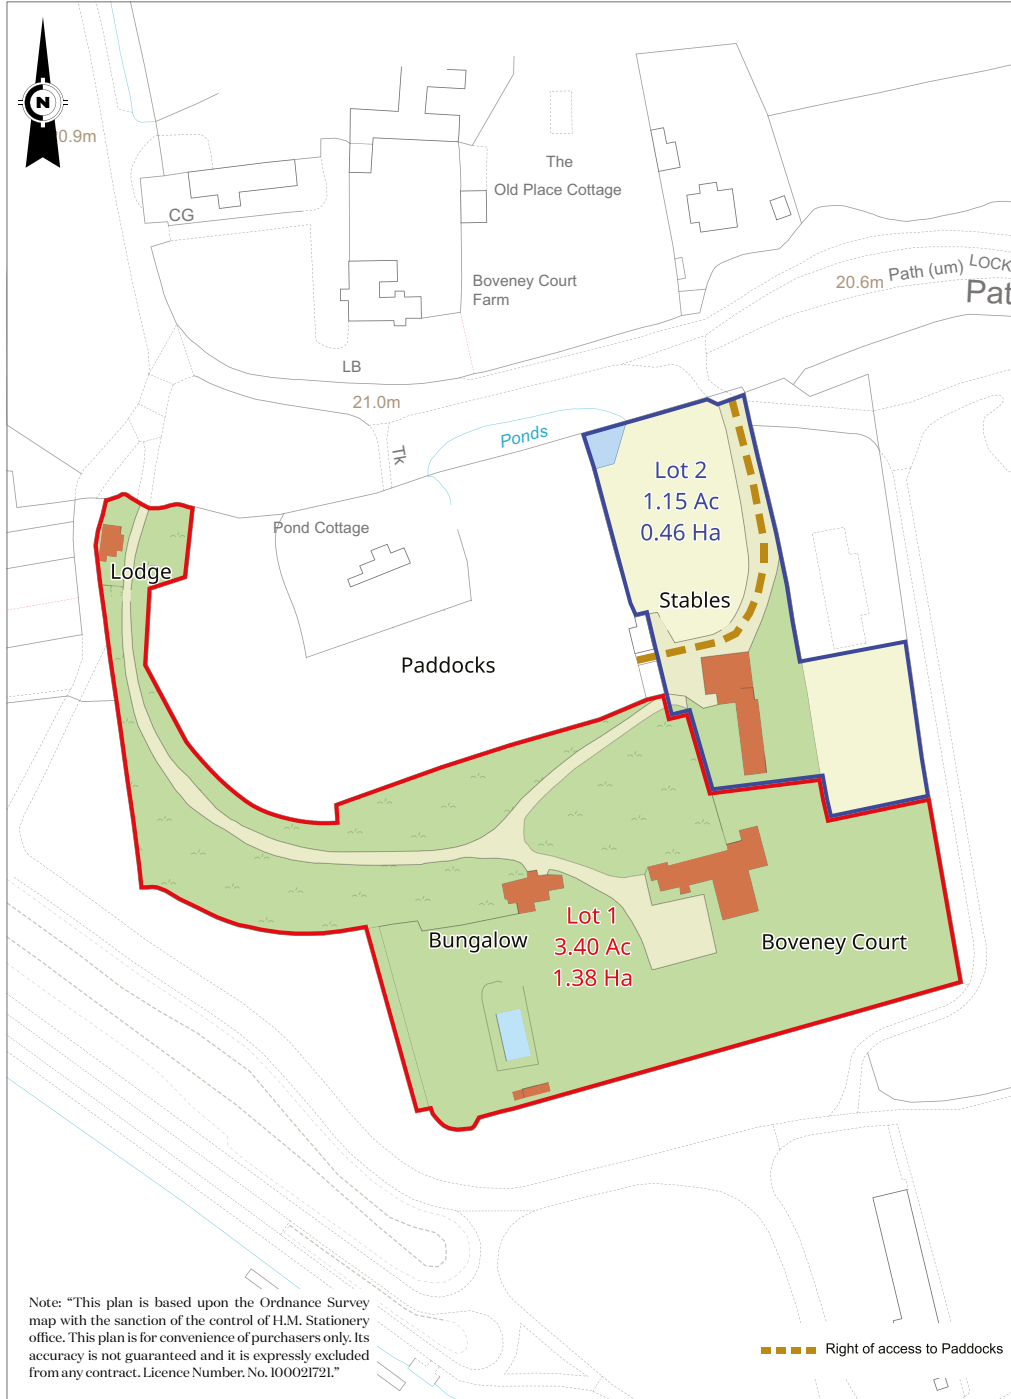 N
0.9m
The
Old Place Cottage
CG
Boveney Court
Farm
20.6m
Path (um)
LOCK
Pat
LB
21.0m
Ponds
Tk
Lot 2
1.15 Ac
0.46 Ha
Pond Cottage
Lodge
Stables
Paddocks
Lot 1
3.40 Ac
1.38 Ha
Bungalow
Boveney Court
Note: “This plan is based upon the Ordnance Survey
map with the sanction of the control of H.M. Stationery
office. This plan is for convenience of purchasers only. Its
accuracy is not guaranteed and it is expressly excluded
from any contract. Licence Number. No. 100021721.”
Right of access to Paddocks